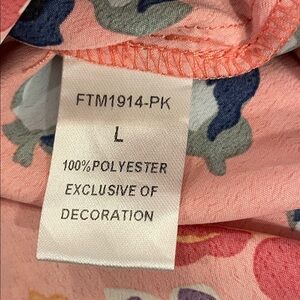 FTM1914-PK
L
100%POLYESTER
EXCLUSIVE OF
DECORATION